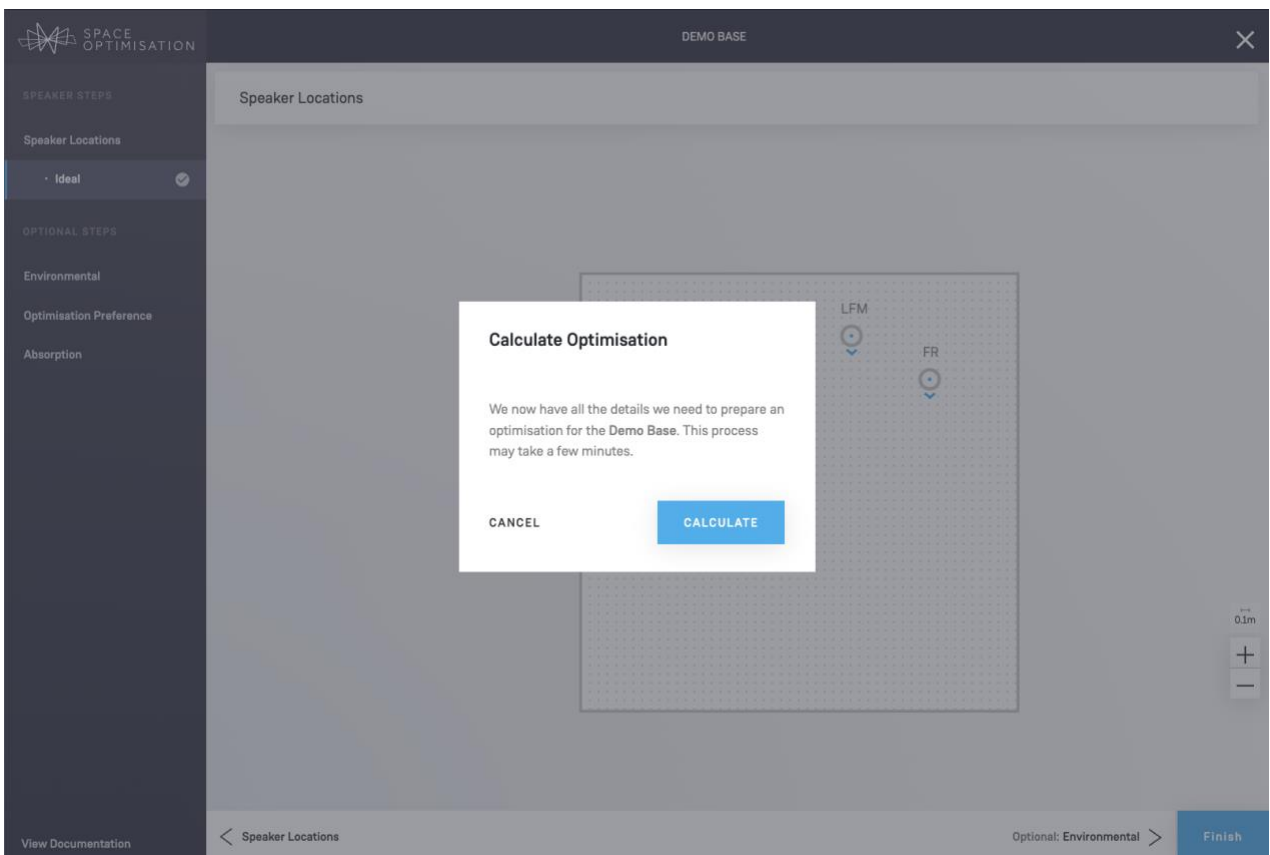 SPACE
OPTIMISATION
DEMO BASE
SPEAKER STEPS
Speaker Locations
Speaker Locations
· Ideal
OPTIONAL STEPS
Environmental
Optimisation Preference
Absorption
LFM
FR
Calculate Optimisation
We now have all the details we need to prepare an
optimisation for the Demo Base. This process
may take a few minutes.
CANCEL
CALCULATE
0.1m
View Documentation
Speaker Locations
Optional: Environmental
Finish